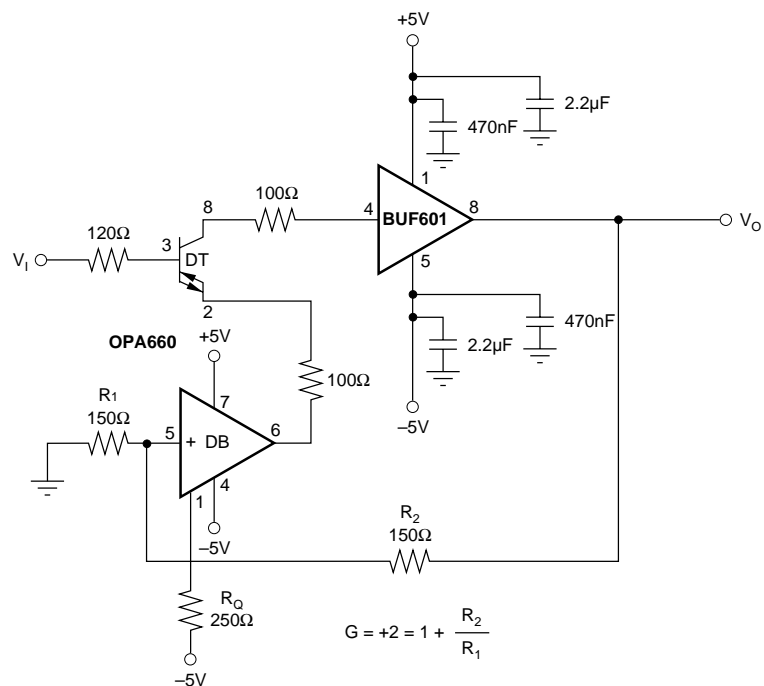 +5V
2.2µF
470nF
1
100Ω
8
4
BUF601
8
VO
120Ω
3
VI
DT
5
2
470nF
OPA660
+5V
2.2µF
100Ω
R1
150Ω
7
–5V
5
+ DB
6
1
4
–5V
R2
150Ω
RQ
250Ω
G = +2 = 1 + R2
R1
–5V